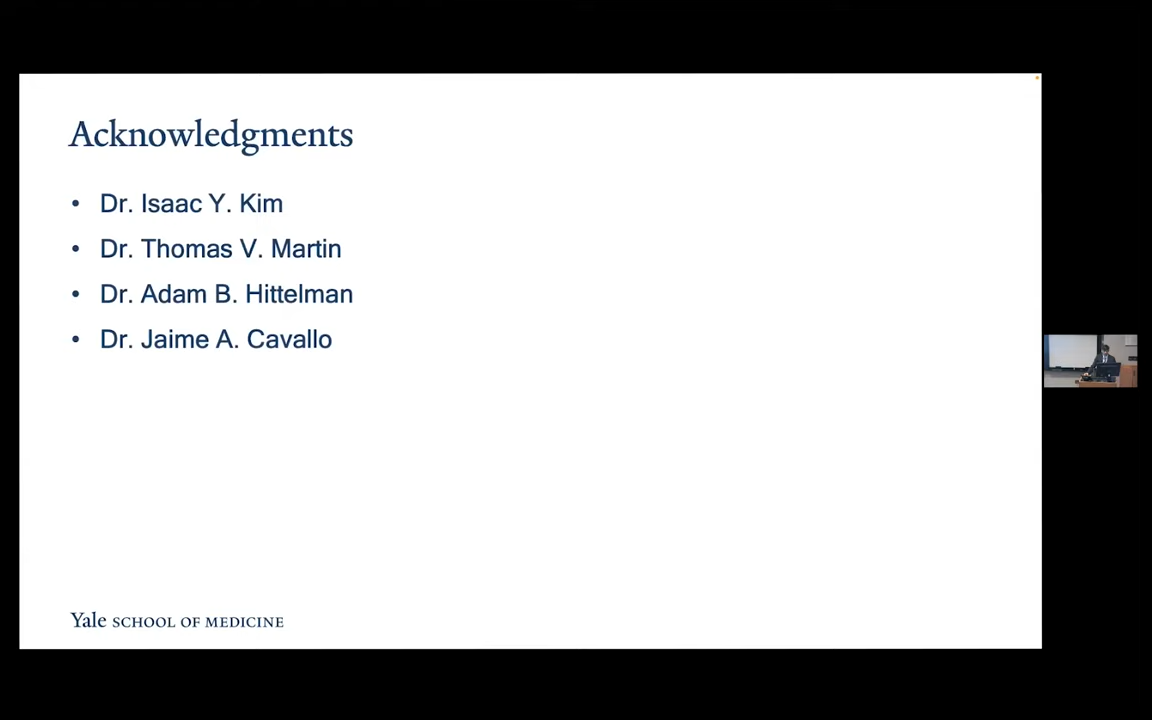 Acknowledgments
• Dr. Isaac Y. Kim
• Dr. Thomas V. Martin
• Dr. Adam B. Hittelman
• Dr. Jaime A. Cavallo
Yale SCHOOL OF MEDICINE